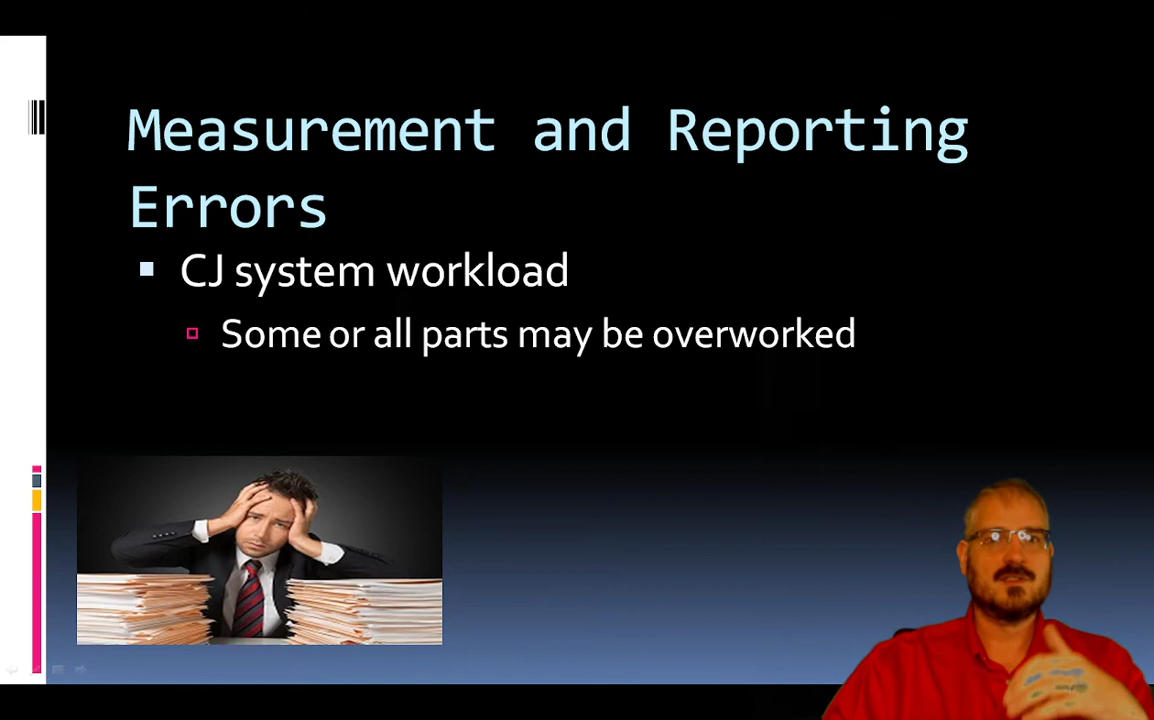 Measurement and Reporting
Errors
CJ system workload
Some or all parts may be overworked